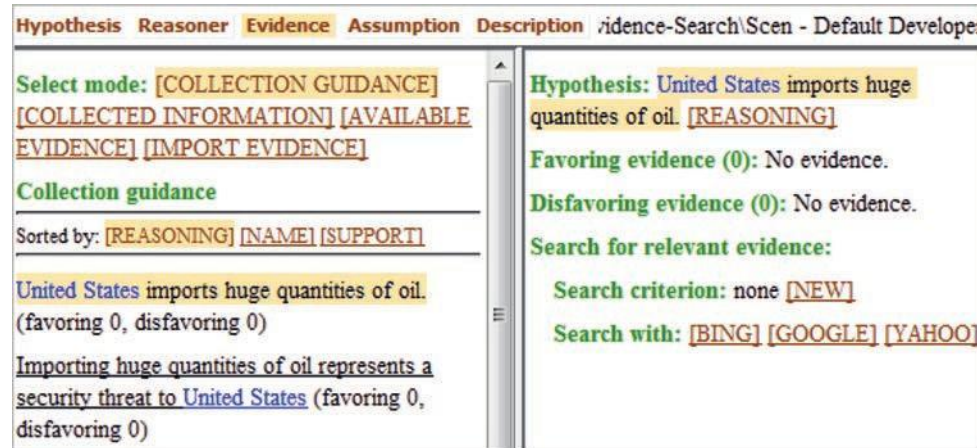 Hypothesis Reasoner Evidence Assumption Description vidence-Search\Scen - Default Develope
Select mode: [COLLECTION GUIDANCE]
[COLLECTED INFORMATION] [AVAILABLE
EVIDENCE] [IMPORT EVIDENCE]
Collection guidance
Sorted by: [REASONING] [NAME] [SUPPORT]
United States imports huge quantities of oil.
(favoring 0, disfavoring 0)
Importing huge quantities of oil represents a
security threat to United States (favoring 0,
disfavoring 0)
Hypothesis: United States imports huge
quantities of oil. [REASONING]
Favoring evidence (0): No evidence.
Disfavoring evidence (0): No evidence.
Search for relevant evidence:
Search criterion: none [NEW]
Search with: [BING] [GOOGLE] [YAHOO]